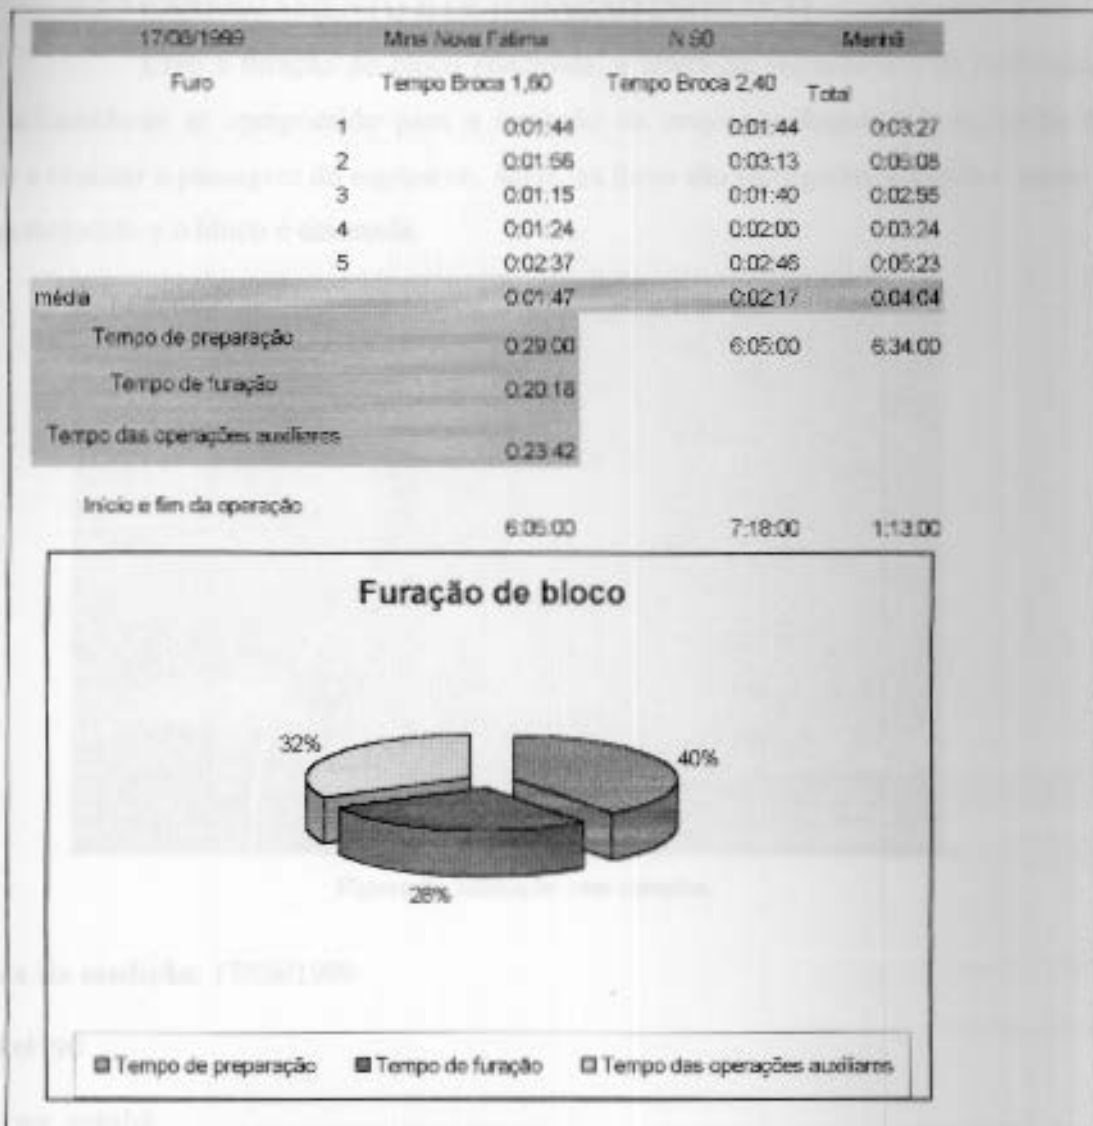 17/08/1999 Mina Nova Fatima N 90 Manhã
Furo Tempo Broca 1,60 Tempo Broca 2,40 Total
1 0:01:44 0:01:44 0:03:27
2 0:01:56 0:03:13 0:05:08
3 0:01:15 0:01:40 0:02:55
4 0:01:24 0:02:00 0:03:24
5 0:02:37 0:02:46 0:05:23
média 0:01:47 0:02:17 0:04:04
Tempo de preparação 0:29:00 6:05:00 6:34:00
Tempo de furação 0:20:18
Tempo das operações auxiliares 0:23:42
Início e fim da operação 6:05:00 7:18:00 1:13:00
Furação de bloco
32%
40%
28%
Tempo de preparação Tempo de furação Tempo das operações auxiliares